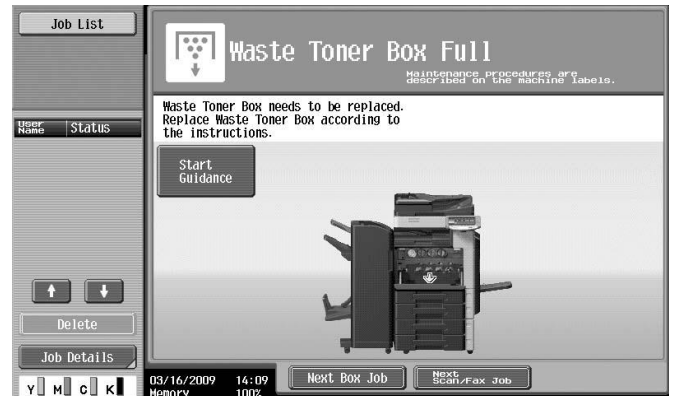 Job List
User Name
Status
Delete
Job Details
Y M C K
Waste Toner Box Full
Maintenance procedures are
described on the machine labels.
Waste Toner Box needs to be replaced.
Replace Waste Toner Box according to
the instructions.
Start
Guidance
03/16/2009 14:09
Memory 100%
Next Box Job
Next
Scan/Fax Job